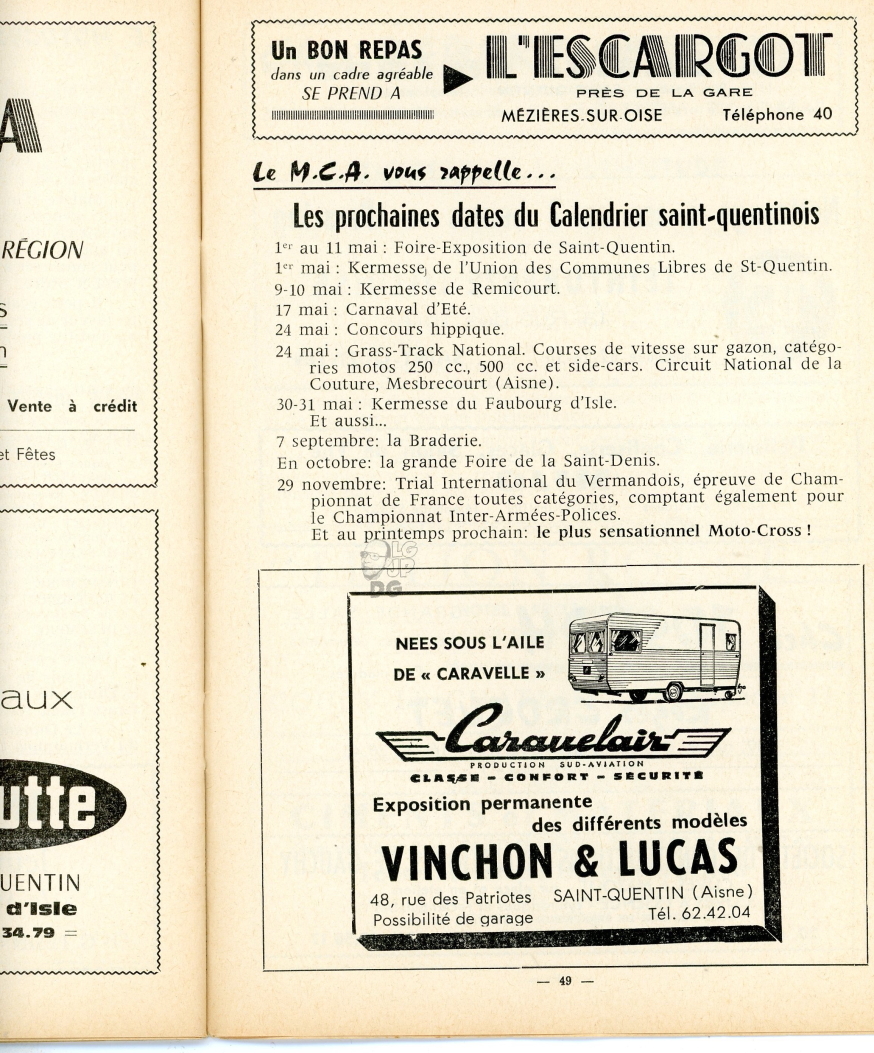 A
RÉGION
S
n
Vente à crédit
et Fêtes
aux
utte
UENTIN
d'Isle
34.79 =
Un BON REPAS
dans un cadre agréable
SE PREND A
L'ESCARGOT
PRÈS DE LA GARE
MÉZIÈRES-SUR-OISE Téléphone 40
Le M.C.A. vous rappelle...
Les prochaines dates du Calendrier saint-quentinois
1er au 11 mai : Foire-Exposition de Saint-Quentin.
1er mai : Kermesse de l'Union des Communes Libres de St-Quentin.
9-10 mai : Kermesse de Remicourt.
17 mai : Carnaval d'Eté.
24 mai : Concours hippique.
24 mai : Grass-Track National. Courses de vitesse sur gazon, catégo-
ries motos 250 cc., 500 cc. et side-cars. Circuit National de la
Couture, Mesbrecourt (Aisne).
30-31 mai : Kermesse du Faubourg d'Isle.
Et aussi...
7 septembre: la Braderie.
En octobre: la grande Foire de la Saint-Denis.
29 novembre: Trial International du Vermandois, épreuve de Cham-
pionnat de France toutes catégories, comptant également pour
le Championnat Inter-Armées-Polices.
Et au printemps prochain: le plus sensationnel Moto-Cross !
LG
JP
DG
NEES SOUS L'AILE
DE « CARAVELLE »
Caravelair
PRODUCTION SUD-AVIATION
CLASSE - CONFORT - SÉCURITÉ
Exposition permanente
des différents modèles
VINCHON & LUCAS
48, rue des Patriotes SAINT-QUENTIN (Aisne)
Possibilité de garage Tél. 62.42.04
— 49 —